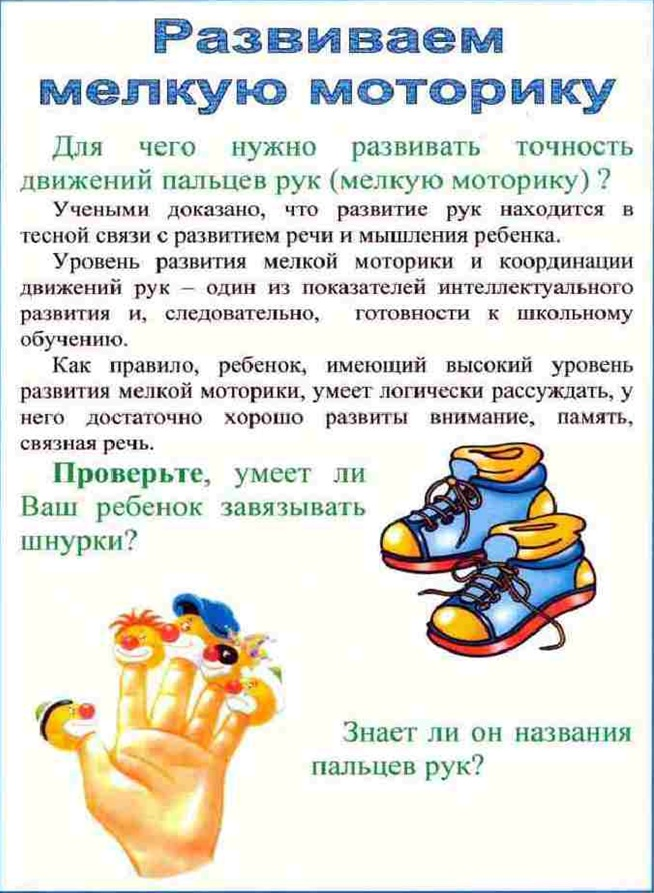 Развиваем
мелкую моторику
Для чего нужно развивать точность
движений пальцев рук (мелкую моторику) ?
Учеными доказано, что развитие рук находится в
тесной связи с развитием речи и мышления ребенка.
Уровень развития мелкой моторики и координации
движений рук – один из показателей интеллектуального
развития и, следовательно, готовности к школьному
обучению.
Как правило, ребенок, имеющий высокий уровень
развития мелкой моторики, умеет логически рассуждать, у
него достаточно хорошо развиты внимание, память,
связная речь.
Проверьте, умеет ли
Ваш ребенок завязывать
шнурки?
Знает ли он названия
пальцев рук?